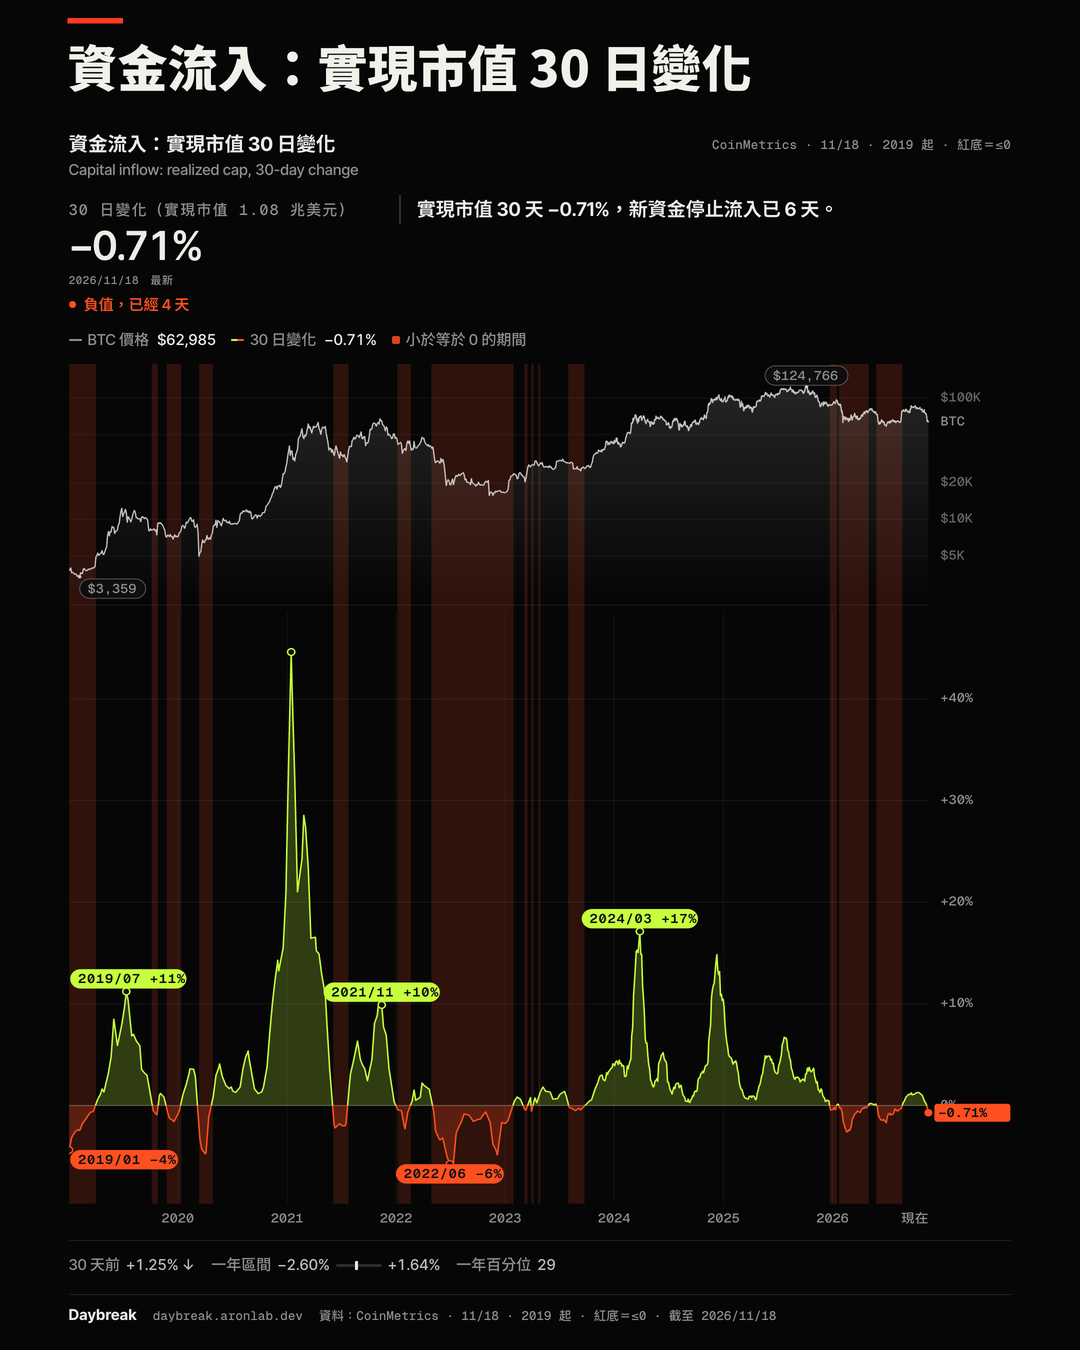 資金流入：實現市值 30 日變化
資金流入：實現市值 30 日變化
CoinMetrics · 11/18 · 2019 起 · 紅底＝≤0
Capital inflow: realized cap, 30-day change
30 日變化 (實現市值 1.08 兆美元)
實現市值 30 天 −0.71%，新資金停止流入已 6 天。
−0.71%
2026/11/18 最新
負值，已經 4 天
BTC 價格 $62,985 30 日變化 −0.71% 小於等於 0 的期間
$124,766
$100K
BTC
$20K
$10K
$5K
$3,359
+40%
+30%
+20%
2024/03 +17%
2019/07 +11%
2021/11 +10%
+10%
0%
−0.71%
2019/01 −4%
2022/06 −6%
2020 2021 2022 2023 2024 2025 2026 現在
30 天前 +1.25% ↓ 一年區間 −2.60% +1.64% 一年百分位 29
Daybreak daybreak.aronlab.dev 資料：CoinMetrics · 11/18 · 2019 起 · 紅底＝≤0 · 截至 2026/11/18